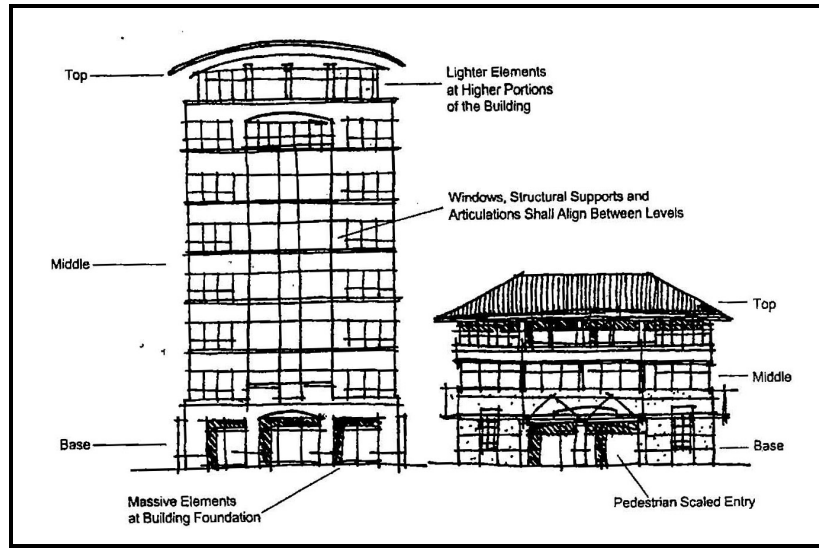 Top
Lighter Elements
at Higher Portions
of the Building
Windows, Structural Supports and
Articulations Shall Align Between Levels
Middle
Top
Middle
Base
Base
Massive Elements
at Building Foundation
Pedestrian Scaled Entry